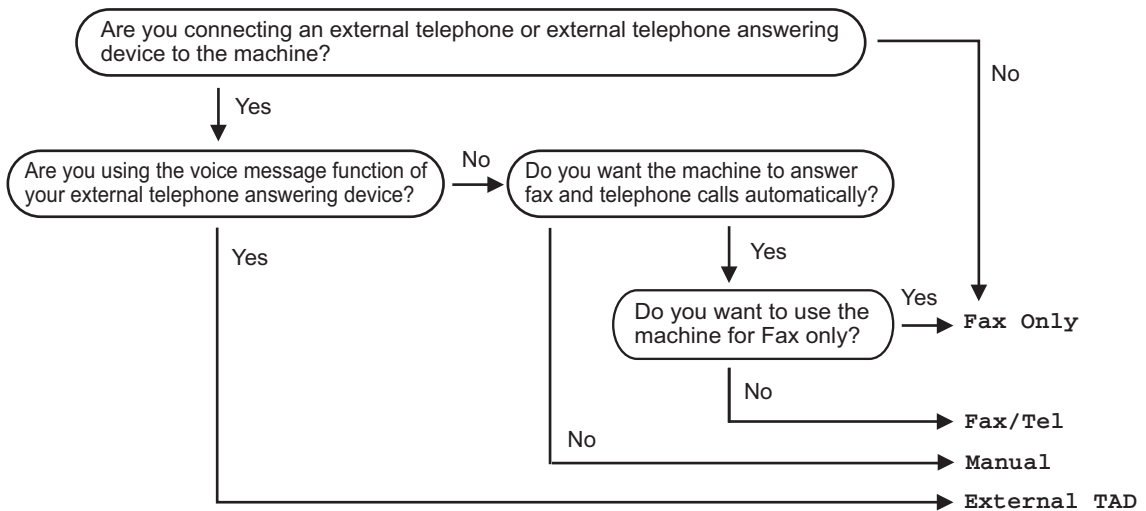 Are you connecting an external telephone or external telephone answering
device to the machine?
No
Yes
Are you using the voice message function of
your external telephone answering device?
No
Do you want the machine to answer
fax and telephone calls automatically?
Yes
Yes
Do you want to use the
machine for Fax only?
Yes
Fax Only
No
Fax/Tel
No
Manual
External TAD